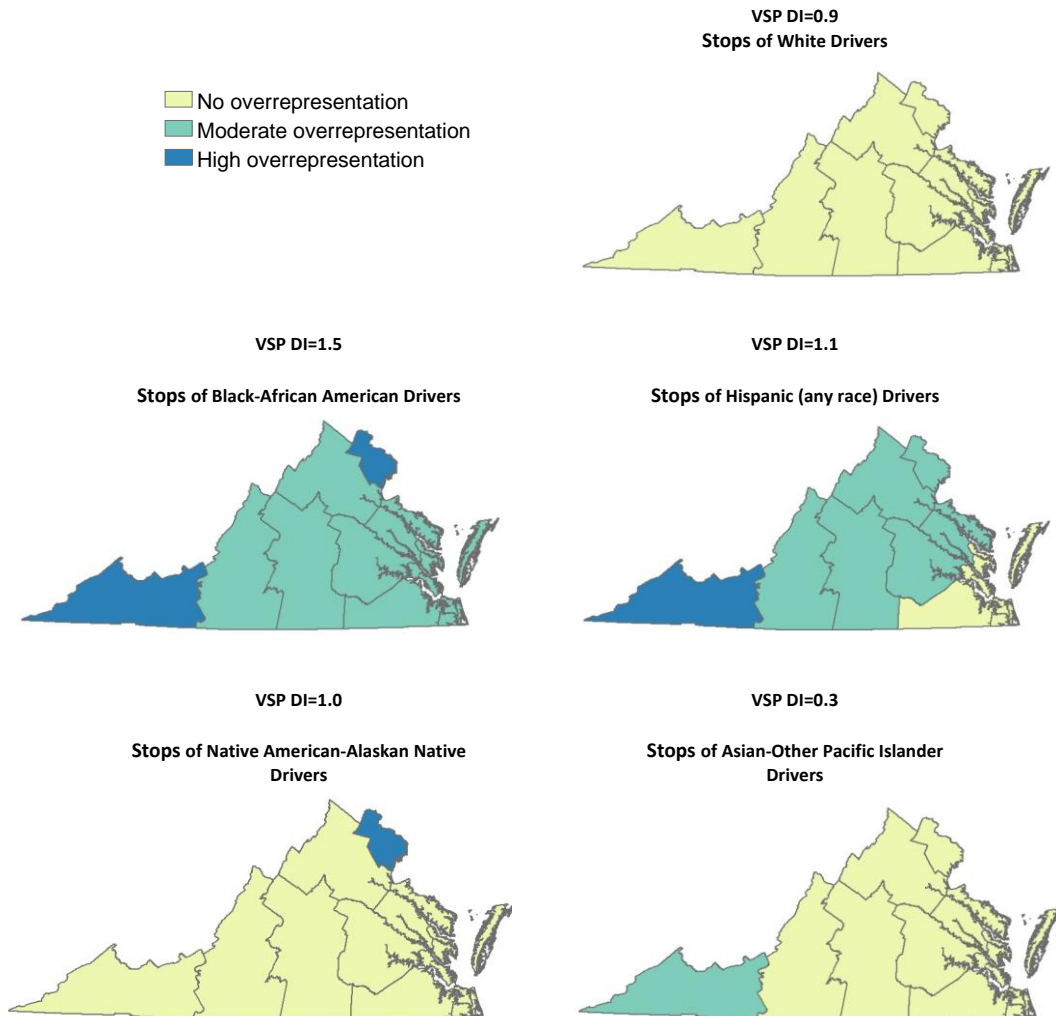 VSP DI=0.9
Stops of White Drivers
No overrepresentation
Moderate overrepresentation
High overrepresentation
VSP DI=1.5
Stops of Black-African American Drivers
VSP DI=1.1
Stops of Hispanic (any race) Drivers
VSP DI=1.0
Stops of Native American-Alaskan Native
Drivers
VSP DI=0.3
Stops of Asian-Other Pacific Islander
Drivers